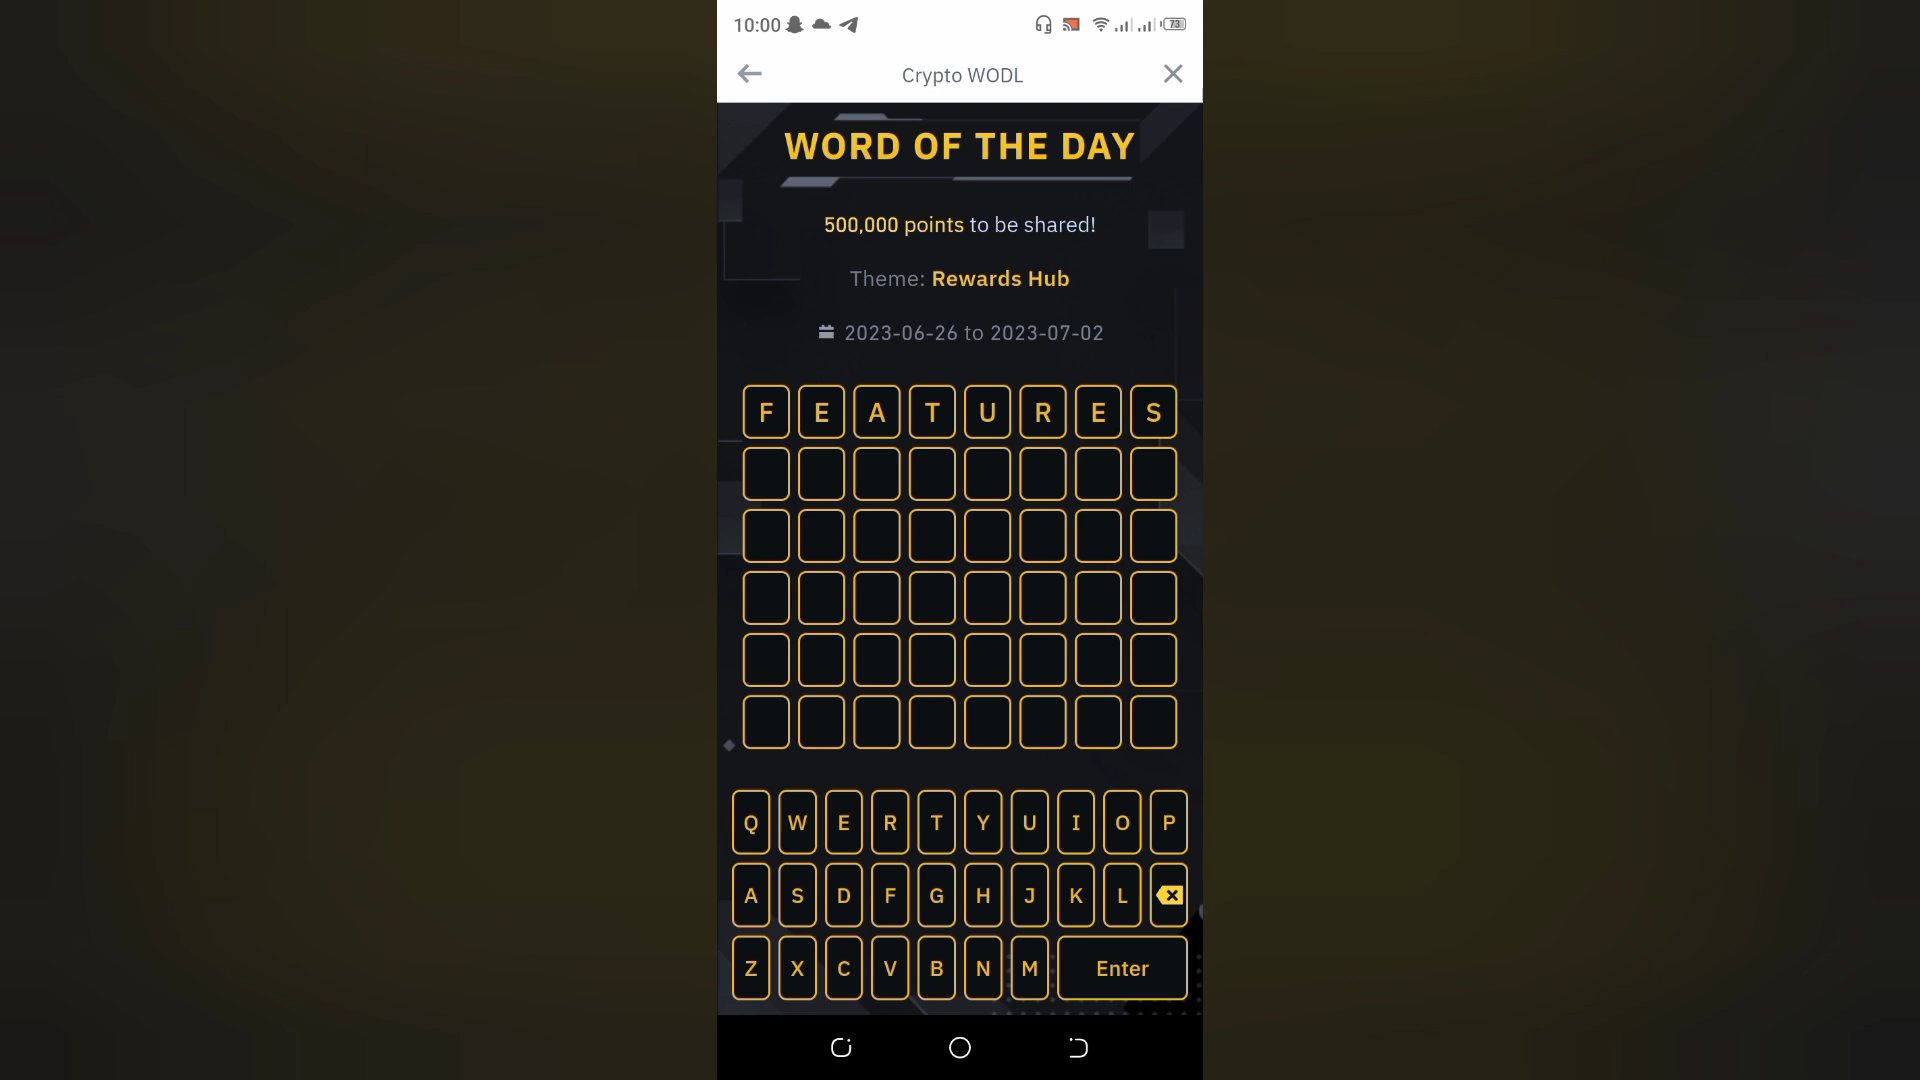 10:00 73
Crypto WODL
WORD OF THE DAY
500,000 points to be shared!
Theme: Rewards Hub
2023-06-26 to 2023-07-02
F E A T U R E S
Q W E R T Y U I O P
A S D F G H J K L
Z X C V B N M Enter